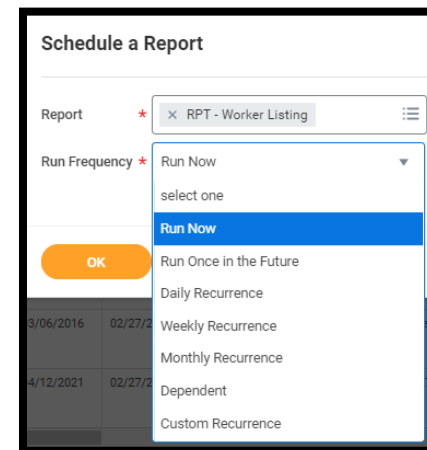 Schedule a Report
Report * × RPT - Worker Listing
Run Frequency * Run Now
select one
Run Now
OK
Run Once in the Future
Daily Recurrence
3/06/2016 02/27/2
Weekly Recurrence
Monthly Recurrence
4/12/2021 02/27/2
Dependent
Custom Recurrence